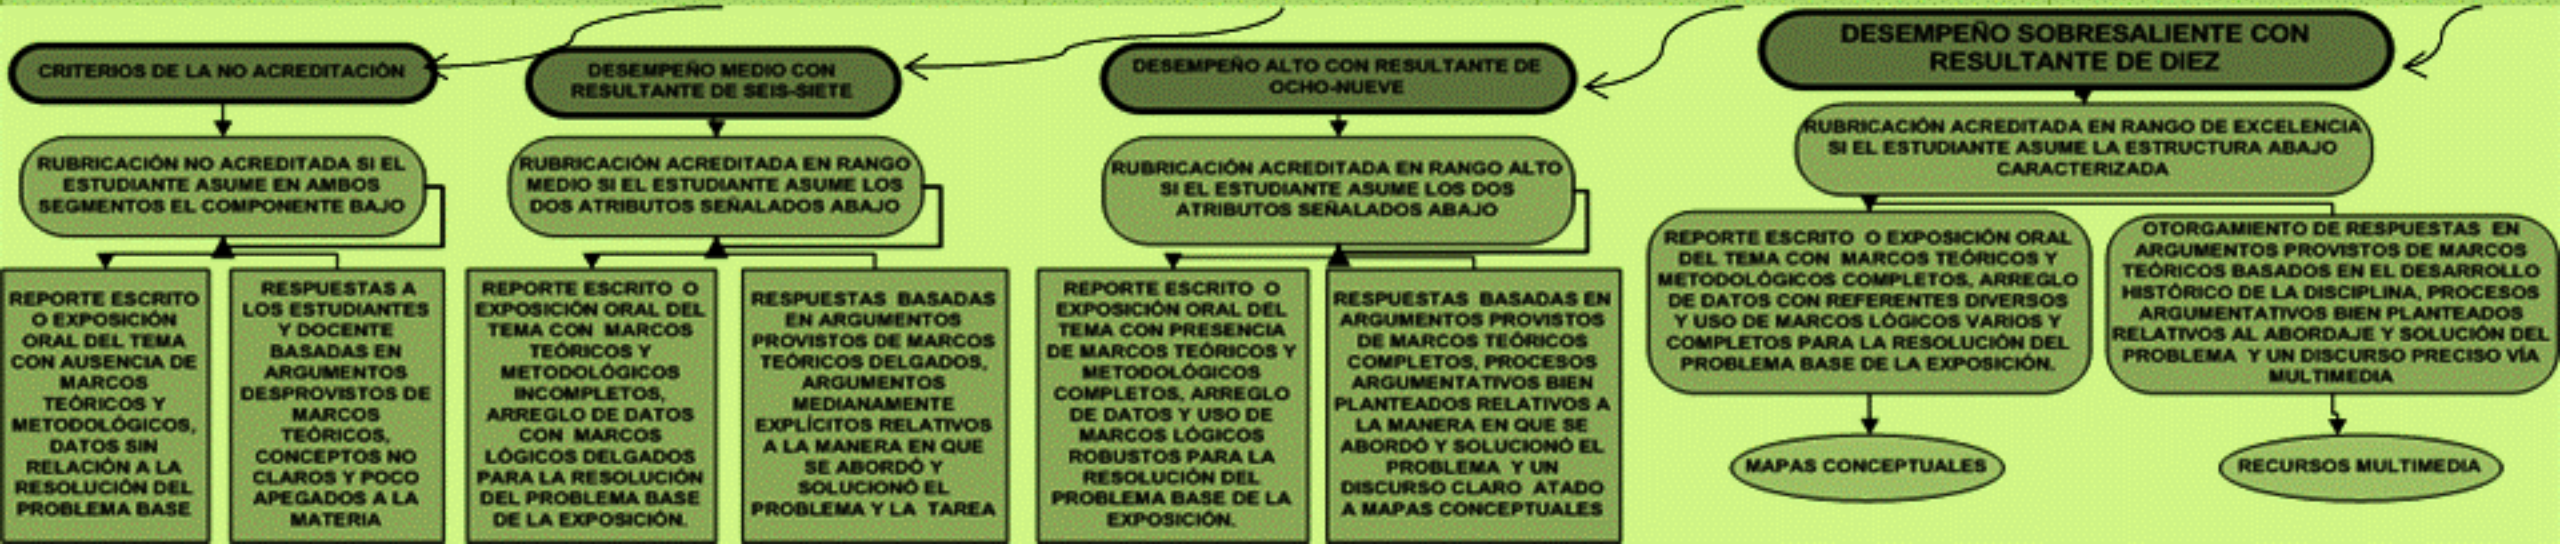 CRITERIOS DE LA NO ACREDITACIÓN
RUBRICACIÓN NO ACREDITADA SI EL
ESTUDIANTE ASUME EN AMBOS
SEGMENTOS EL COMPONENTE BAJO
REPORTE ESCRITO
O EXPOSICIÓN
ORAL DEL TEMA
CON AUSENCIA DE
MARCOS
TEÓRICOS Y
METODOLÓGICOS,
DATOS SIN
RELACIÓN A LA
RESOLUCIÓN DEL
PROBLEMA BASE
RESPUESTAS A
LOS ESTUDIANTES
Y DOCENTE
BASADAS EN
ARGUMENTOS
DESPROVISTOS DE
MARCOS
TEÓRICOS,
CONCEPTOS NO
CLAROS Y POCO
APEGADOS A LA
MATERIA
DESEMPEÑO MEDIO CON
RESULTANTE DE SEIS-SIETE
RUBRICACIÓN ACREDITADA EN RANGO
MEDIO SI EL ESTUDIANTE ASUME LOS
DOS ATRIBUTOS SEÑALADOS ABAJO
REPORTE ESCRITO O
EXPOSICIÓN ORAL DEL
TEMA CON MARCOS
TEÓRICOS Y
METODOLÓGICOS
INCOMPLETOS,
ARREGLO DE DATOS
CON MARCOS
LÓGICOS DELGADOS
PARA LA RESOLUCIÓN
DEL PROBLEMA BASE
DE LA EXPOSICIÓN.
RESPUESTAS BASADAS
EN ARGUMENTOS
PROVISTOS DE MARCOS
TEÓRICOS DELGADOS,
ARGUMENTOS
MEDIANAMENTE
EXPLÍCITOS RELATIVOS
A LA MANERA EN QUE
SE ABORDÓ Y
SOLUCIONÓ EL
PROBLEMA Y LA TAREA
DESEMPEÑO ALTO CON RESULTANTE DE
OCHO-NUEVE
RUBRICACIÓN ACREDITADA EN RANGO ALTO
SI EL ESTUDIANTE ASUME LOS DOS
ATRIBUTOS SEÑALADOS ABAJO
REPORTE ESCRITO O
EXPOSICIÓN ORAL DEL
TEMA CON PRESENCIA
DE MARCOS TEÓRICOS Y
METODOLÓGICOS
COMPLETOS, ARREGLO
DE DATOS Y USO DE
MARCOS LÓGICOS
ROBUSTOS PARA LA
RESOLUCIÓN DEL
PROBLEMA BASE DE LA
EXPOSICIÓN.
RESPUESTAS BASADAS EN
ARGUMENTOS PROVISTOS
DE MARCOS TEÓRICOS
COMPLETOS, PROCESOS
ARGUMENTATIVOS BIEN
PLANTEADOS RELATIVOS A
LA MANERA EN QUE SE
ABORDÓ Y SOLUCIONÓ EL
PROBLEMA Y UN
DISCURSO CLARO ATADO
A MAPAS CONCEPTUALES
DESEMPEÑO SOBRESALIENTE CON
RESULTANTE DE DIEZ
RUBRICACIÓN ACREDITADA EN RANGO DE EXCELENCIA
SI EL ESTUDIANTE ASUME LA ESTRUCTURA ABAJO
CARACTERIZADA
REPORTE ESCRITO O EXPOSICIÓN ORAL
DEL TEMA CON MARCOS TEÓRICOS Y
METODOLÓGICOS COMPLETOS, ARREGLO
DE DATOS CON REFERENTES DIVERSOS
Y USO DE MARCOS LÓGICOS VARIOS Y
COMPLETOS PARA LA RESOLUCIÓN DEL
PROBLEMA BASE DE LA EXPOSICIÓN.
MAPAS CONCEPTUALES
OTORGAMIENTO DE RESPUESTAS EN
ARGUMENTOS PROVISTOS DE MARCOS
TEÓRICOS BASADOS EN EL DESARROLLO
HISTÓRICO DE LA DISCIPLINA, PROCESOS
ARGUMENTATIVOS BIEN PLANTEADOS
RELATIVOS AL ABORDAJE Y SOLUCIÓN DEL
PROBLEMA Y UN DISCURSO PRECISO VÍA
MULTIMEDIA
RECURSOS MULTIMEDIA